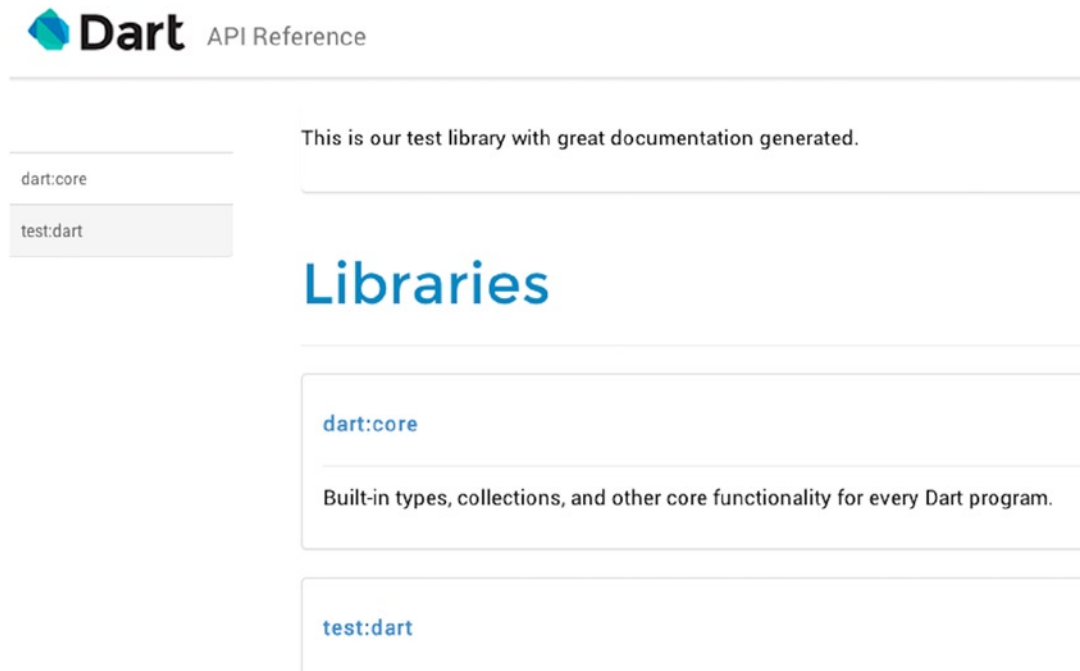 Dart API Reference
dart:core
test:dart
This is our test library with great documentation generated.
Libraries
dart:core
Built-in types, collections, and other core functionality for every Dart program.
test:dart